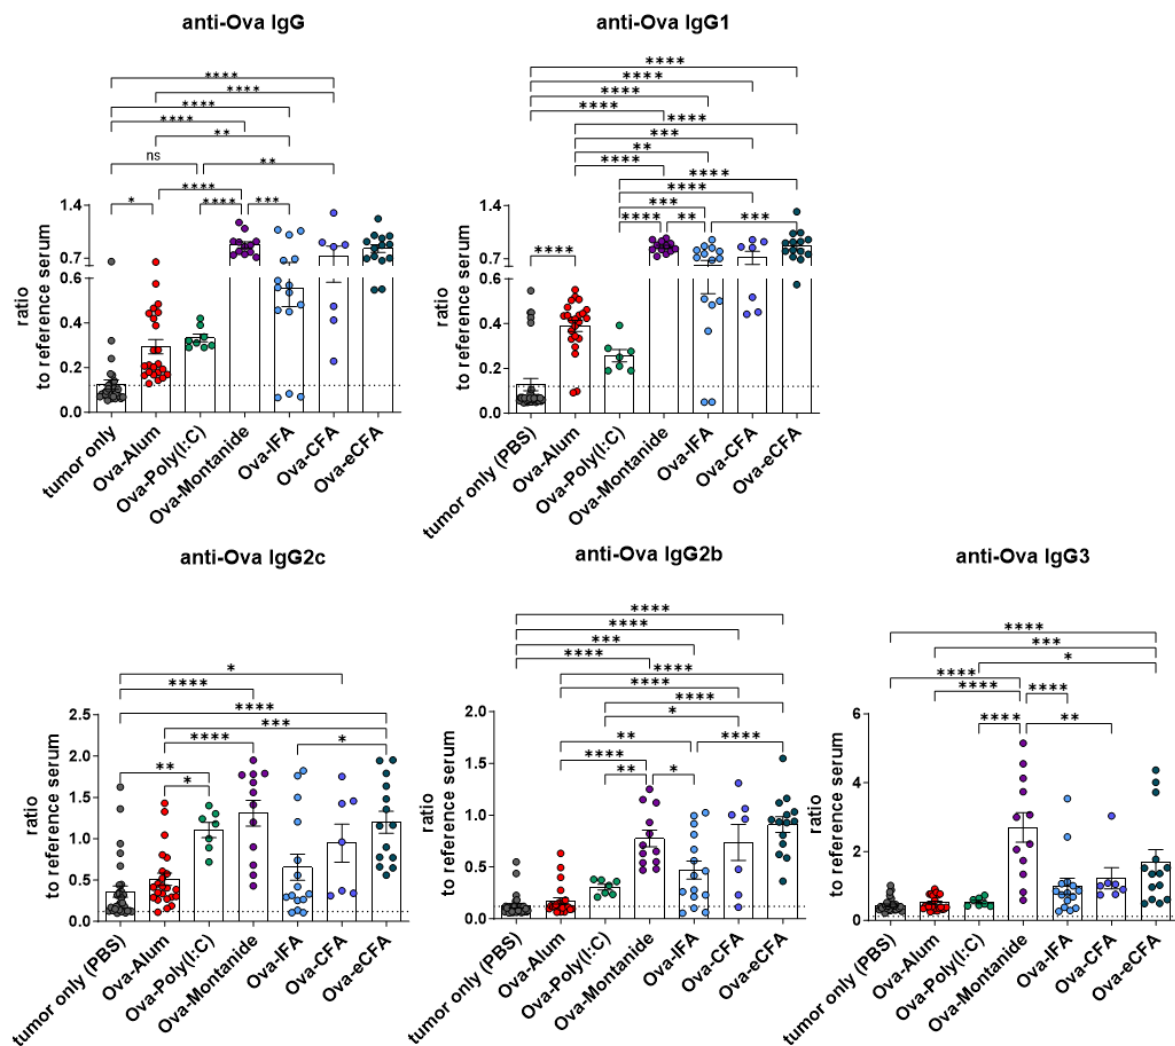 anti-Ova IgG
****
****
****
****
**
ns
**
*
****
****
***
1.4
0.7
0.6
0.4
0.2
0.0
ratio
to reference serum
tumor only
Ova-Alum
Ova-Poly(I:C)
Ova-Montanide
Ova-IFA
Ova-CFA
Ova-eCFA
anti-Ova IgG1
****
****
****
****
****
***
**
****
****
****
***
****
**
***
****
1.4
0.7
0.6
0.4
0.2
0.0
ratio
to reference serum
tumor only (PBS)
Ova-Alum
Ova-Poly(I:C)
Ova-Montanide
Ova-IFA
Ova-CFA
Ova-eCFA
anti-Ova IgG2c
*
****
****
***
****
*
**
*
2.5
2.0
1.5
1.0
0.5
0.0
ratio
to reference serum
tumor only (PBS)
Ova-Alum
Ova-Poly(I:C)
Ova-Montanide
Ova-IFA
Ova-CFA
Ova-eCFA
anti-Ova IgG2b
****
****
***
****
****
****
****
*
**
****
****
**
*
2.0
1.5
1.0
0.5
0.0
ratio
to reference serum
tumor only (PBS)
Ova-Alum
Ova-Poly(I:C)
Ova-Montanide
Ova-IFA
Ova-CFA
Ova-eCFA
anti-Ova IgG3
****
***
*
****
****
****
****
**
6
4
2
0
ratio
to reference serum
tumor only (PBS)
Ova-Alum
Ova-Poly(I:C)
Ova-Montanide
Ova-IFA
Ova-CFA
Ova-eCFA